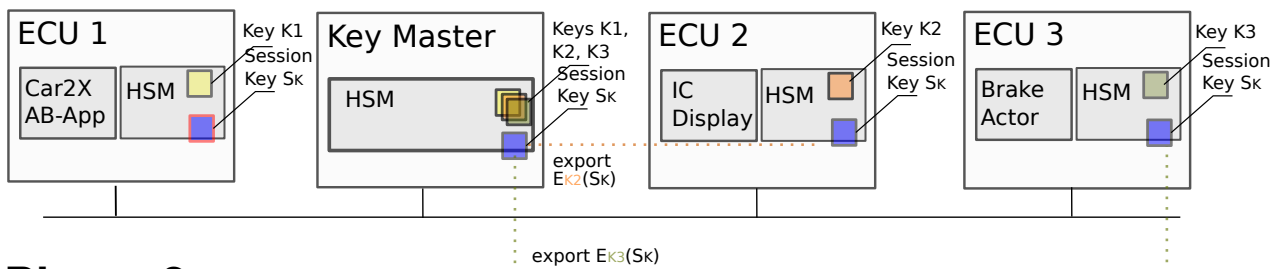 ECU 1
Key K1
Session
Key SK
Car2X
AB-App
HSM
Key Master
Keys K1,
K2, K3
Session
Key SK
HSM
export
EK2(SK)
export EK3(SK)
ECU 2
Key K2
Session
Key SK
IC
Display
HSM
ECU 3
Key K3
Session
Key SK
Brake
Actor
HSM